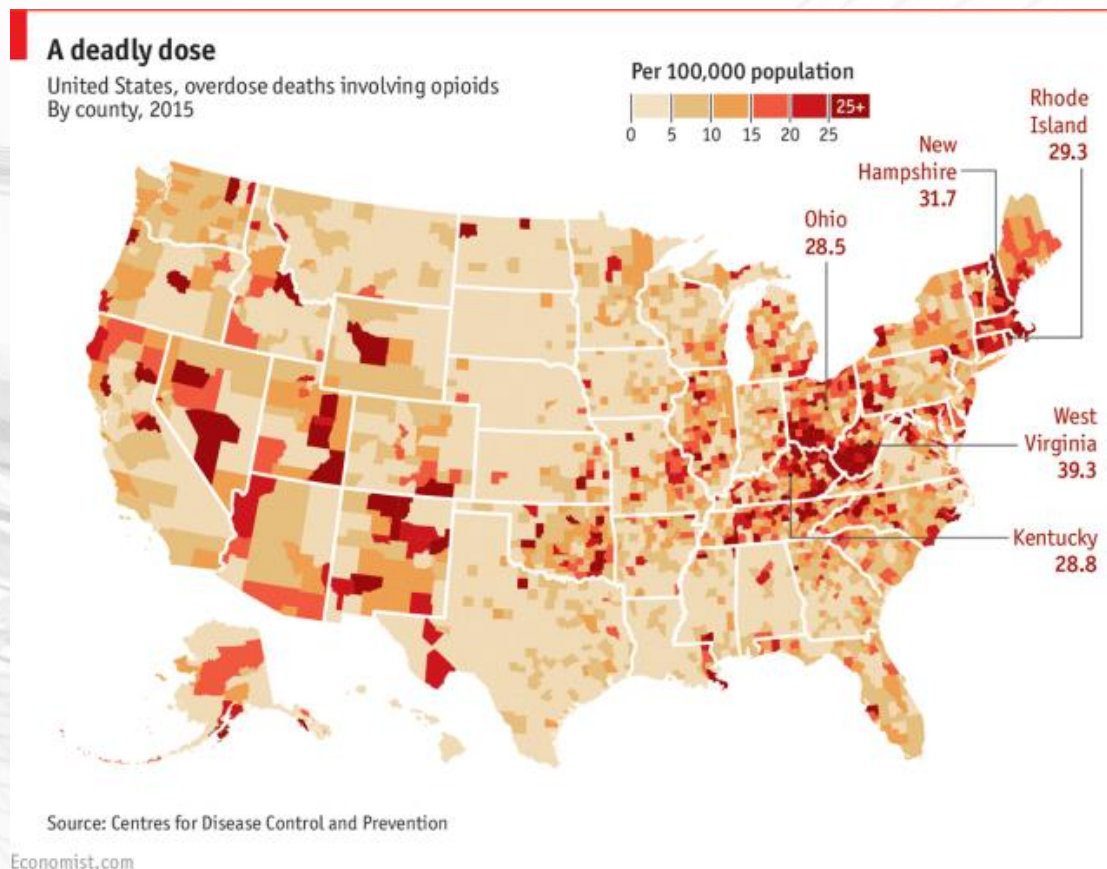 A deadly dose
United States, overdose deaths involving opioids
By county, 2015
Per 100,000 population
25+
0 5 10 15 20 25
Rhode
Island
29.3
New
Hampshire
31.7
Ohio
28.5
West
Virginia
39.3
Kentucky
28.8
Source: Centres for Disease Control and Prevention
Economist.com